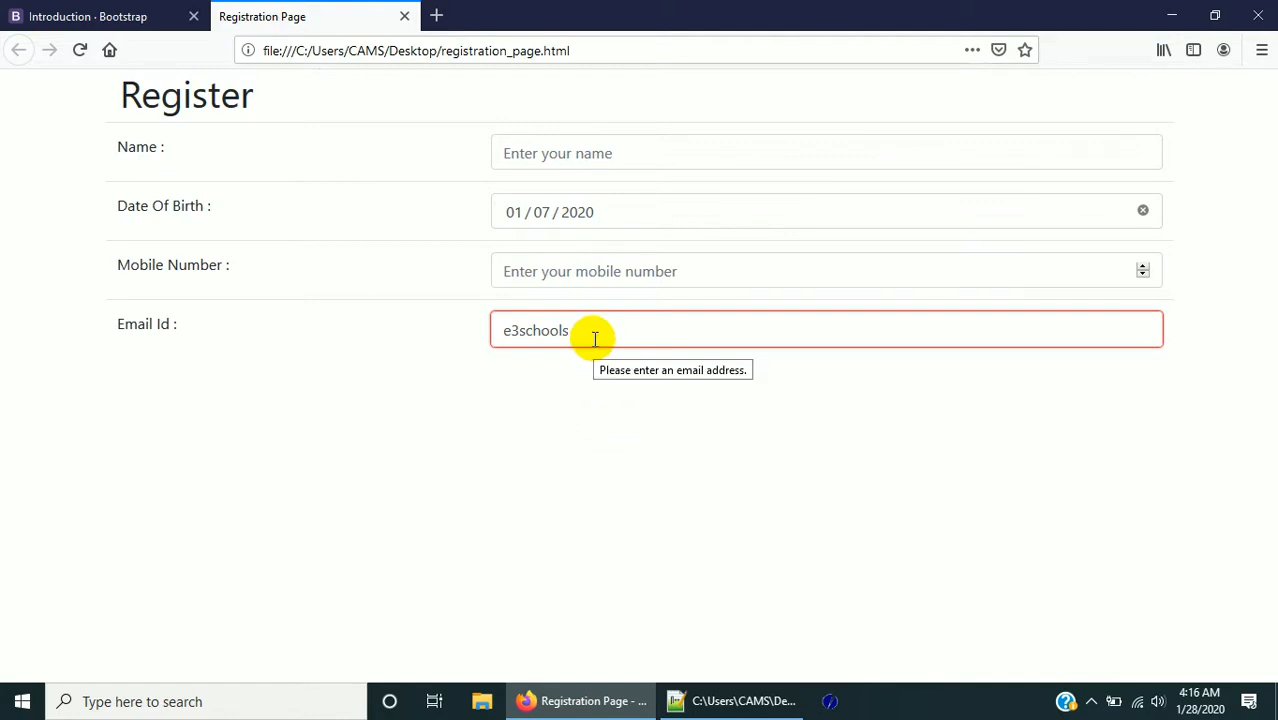 Introduction · Bootstrap
Registration Page
file:///C:/Users/CAMS/Desktop/registration_page.html
Register
Name :
Enter your name
Date Of Birth :
01 / 07 / 2020
Mobile Number :
Enter your mobile number
Email Id :
e3schools
Please enter an email address.
Type here to search
Registration Page - ...
C:\Users\CAMS\De...
4:16 AM
1/28/2020